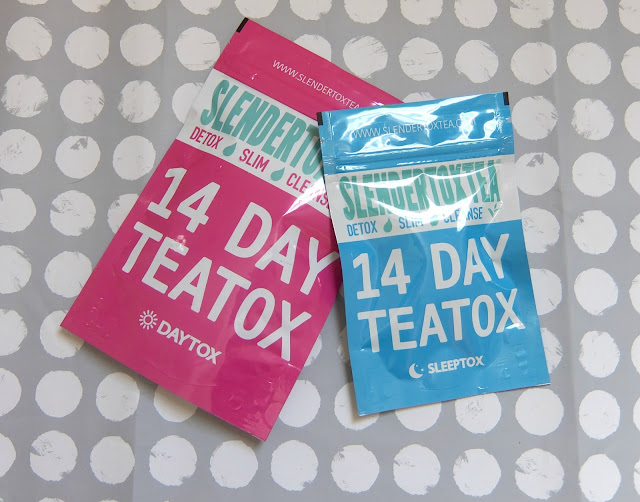 WWW.SLENDERTOXTEA.
SLENDERTOX
DETOX SLIM CLEANSE
14 DAY
TEATOX
DAYTOX
WWW.SLENDERTOXTEA.
SLENDERTOXTEA
DETOX SLIM CLEANSE
14 DAY
TEATOX
SLEEPTOX